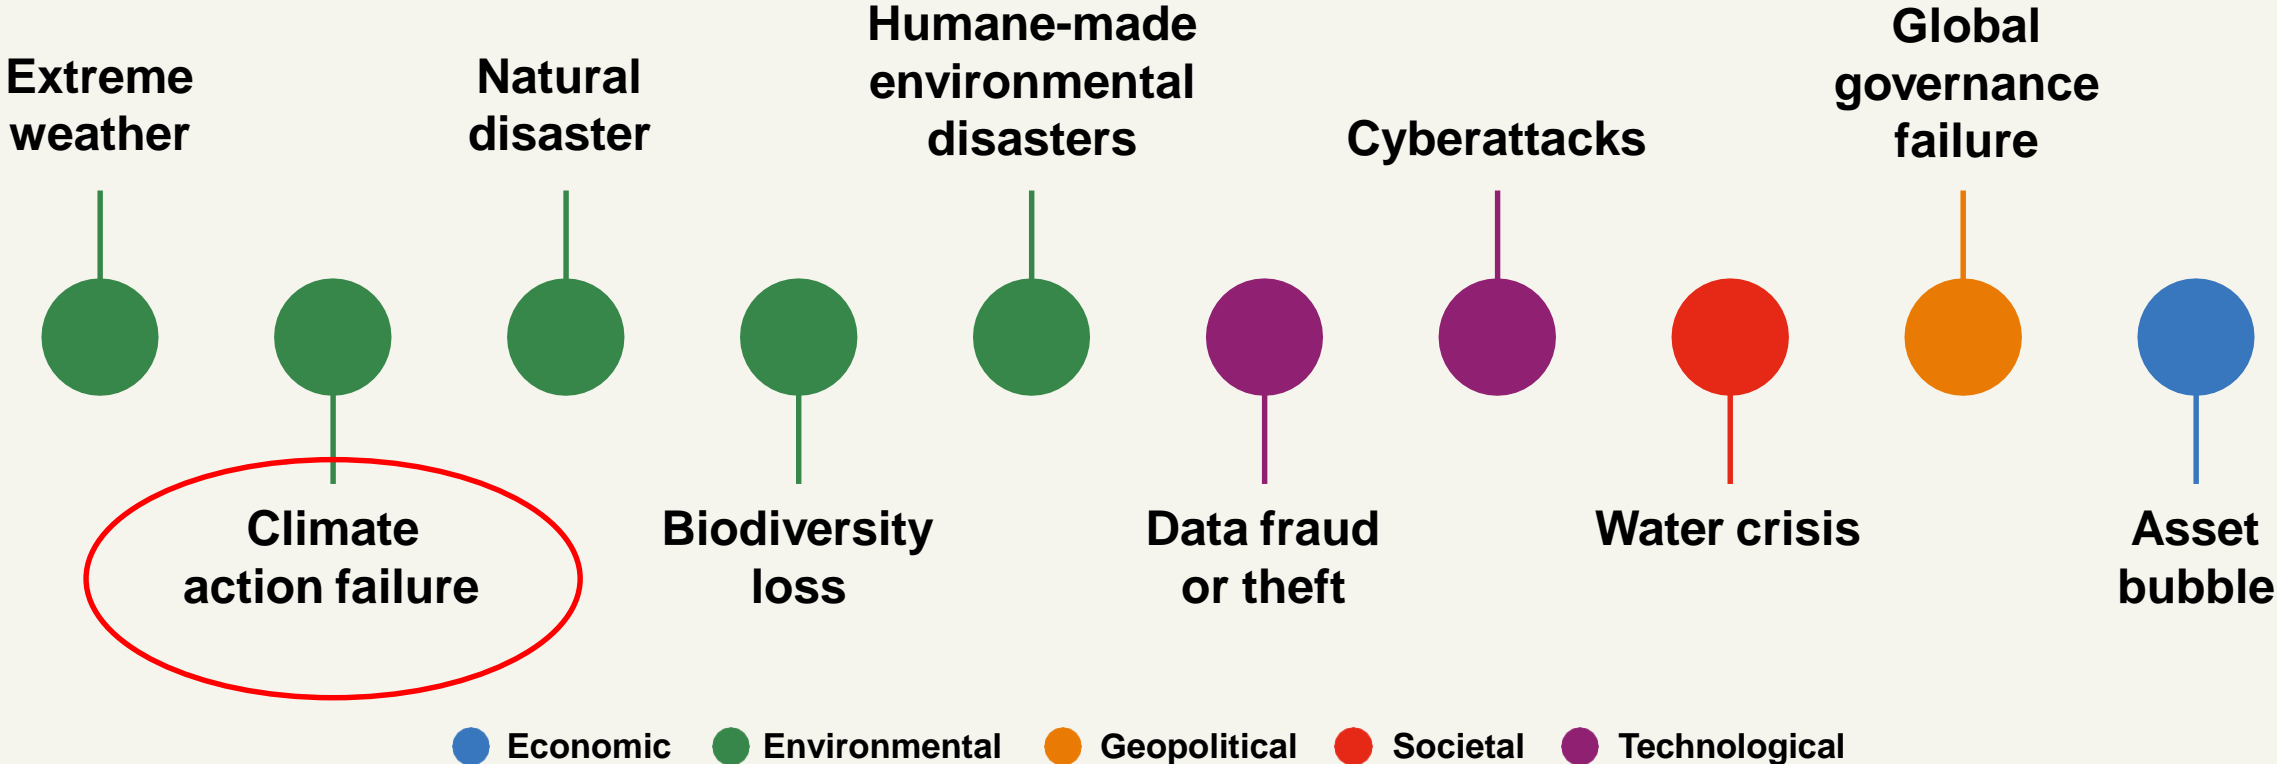 Extreme
weather
Natural
disaster
Humane-made
environmental
disasters
Cyberattacks
Global
governance
failure
Climate
action failure
Biodiversity
loss
Data fraud
or theft
Water crisis
Asset
bubble
Economic
Environmental
Geopolitical
Societal
Technological